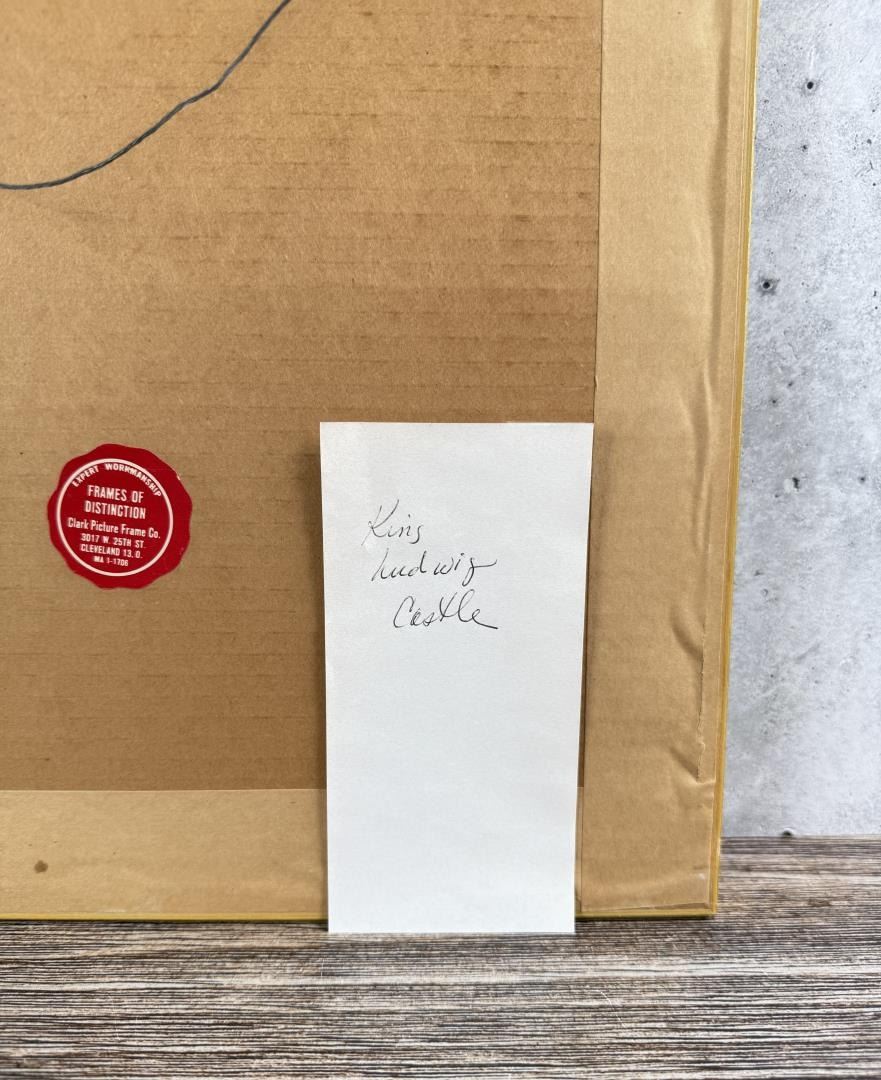 EXPERT WORKMANSHIP
FRAMES OF
DISTINCTION
Clark Picture Frame Co.
3017 W. 25TH ST.
CLEVELAND 13, O.
MA 1-1706
King
Ludwig
Castle